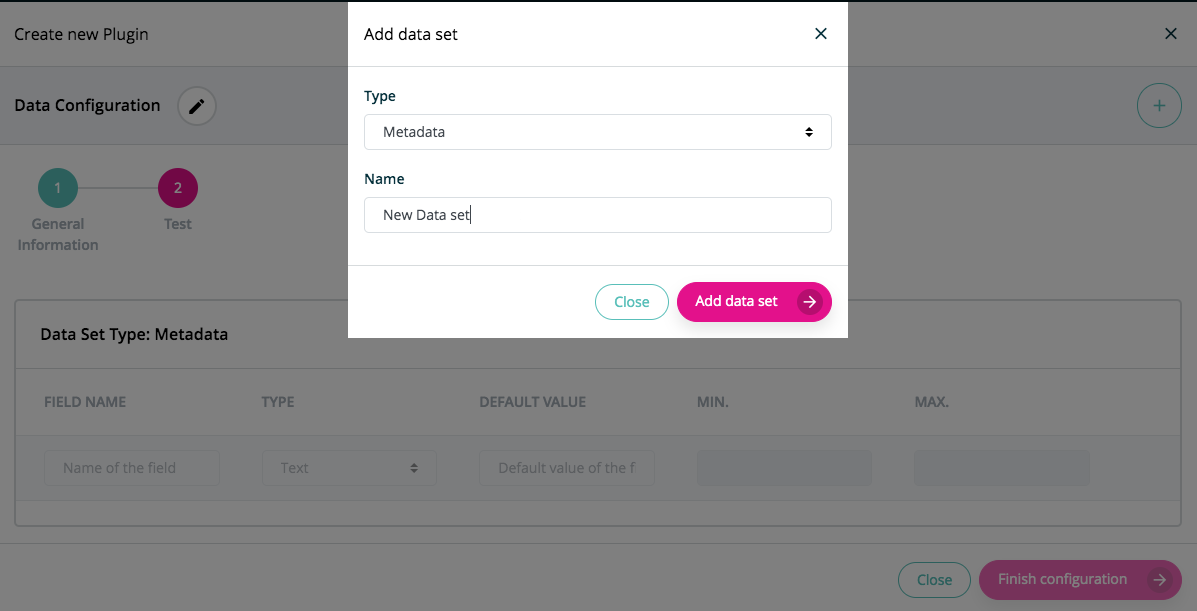 Create new Plugin
Add data set
Data Configuration
Type
Metadata
Name
New Data set
Close
Add data set
1
2
General
Information
Test
Data Set Type: Metadata
FIELD NAME TYPE DEFAULT VALUE MIN. MAX.
Name of the field Text Default value of the f
Close
Finish configuration